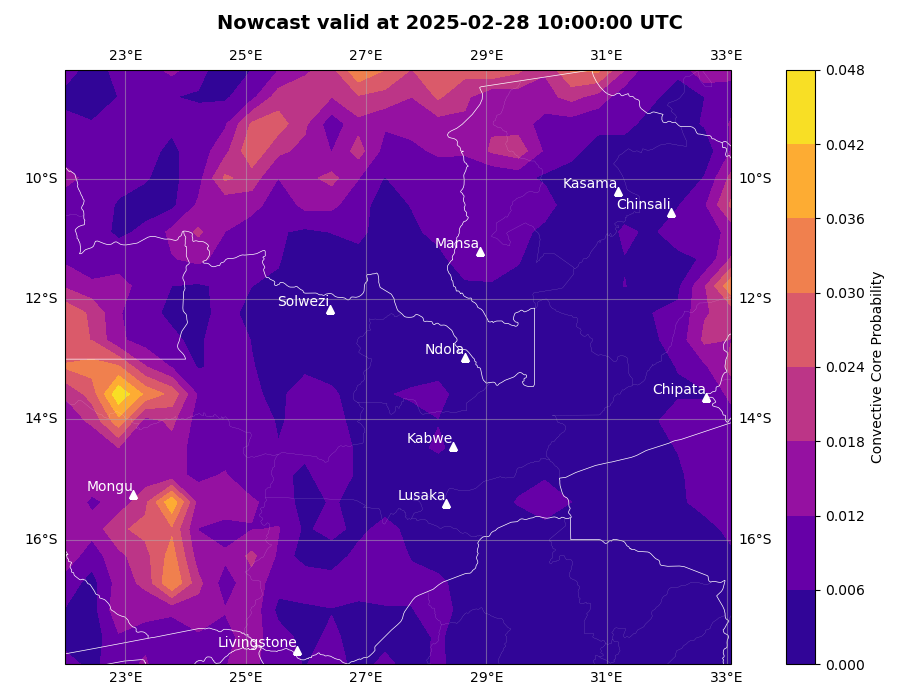 Nowcast valid at 2025-02-28 10:00:00 UTC
23°E 25°E 27°E 29°E 31°E 33°E
0.048
0.042
10°S Kasama 10°S
Chinsali
0.036
Mansa
0.030
12°S Solwezi 12°S
Ndola
0.024
Chipata
14°S 14°S
Kabwe
0.018
Mongu
Lusaka
0.012
16°S 16°S
0.006
Livingstone
0.000
23°E 25°E 27°E 29°E 31°E 33°E
Convective Core Probability